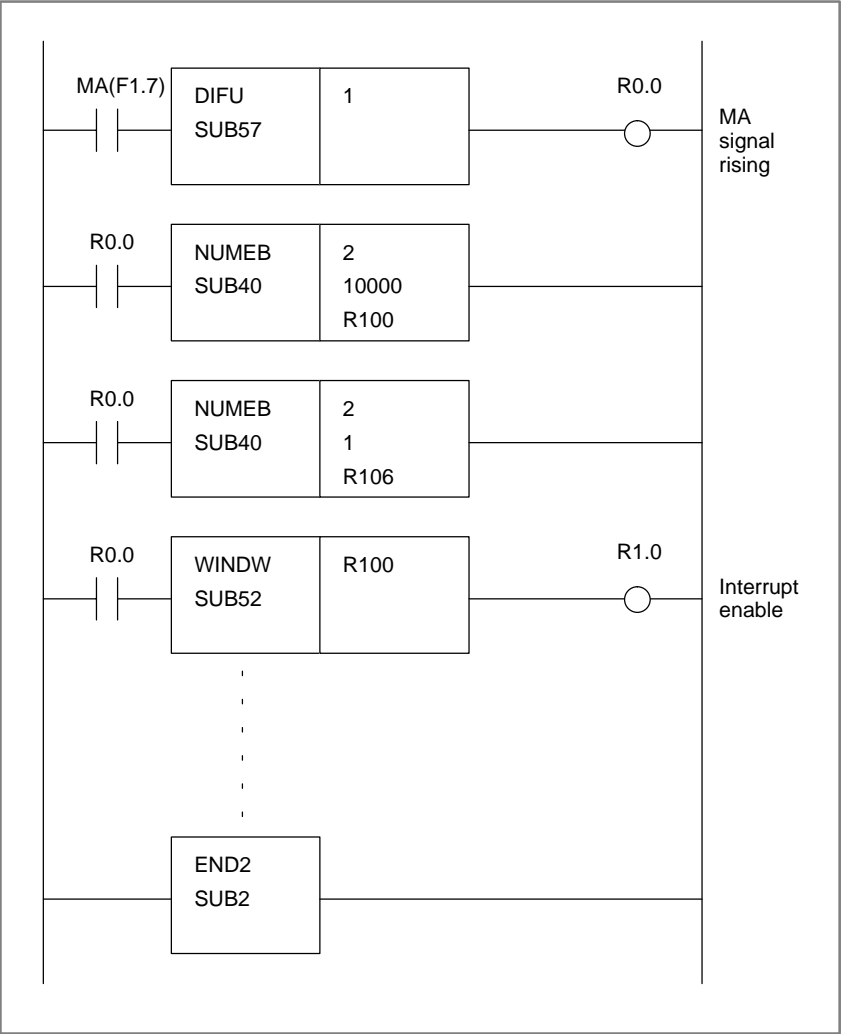 MA(F1.7)
DIFU
SUB57
1
R0.0
MA
signal
rising
R0.0
NUMEB
SUB40
2
10000
R100
R0.0
NUMEB
SUB40
2
1
R106
R0.0
WINDW
SUB52
R100
R1.0
Interrupt
enable
END2
SUB2